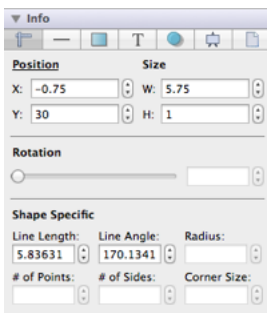 Info
T
Position Size
X: -0.75 W: 5.75
Y: 30 H: 1
Rotation
Shape Specific
Line Length: Line Angle: Radius:
5.83631 170.1341
# of Points: # of Sides: Corner Size: